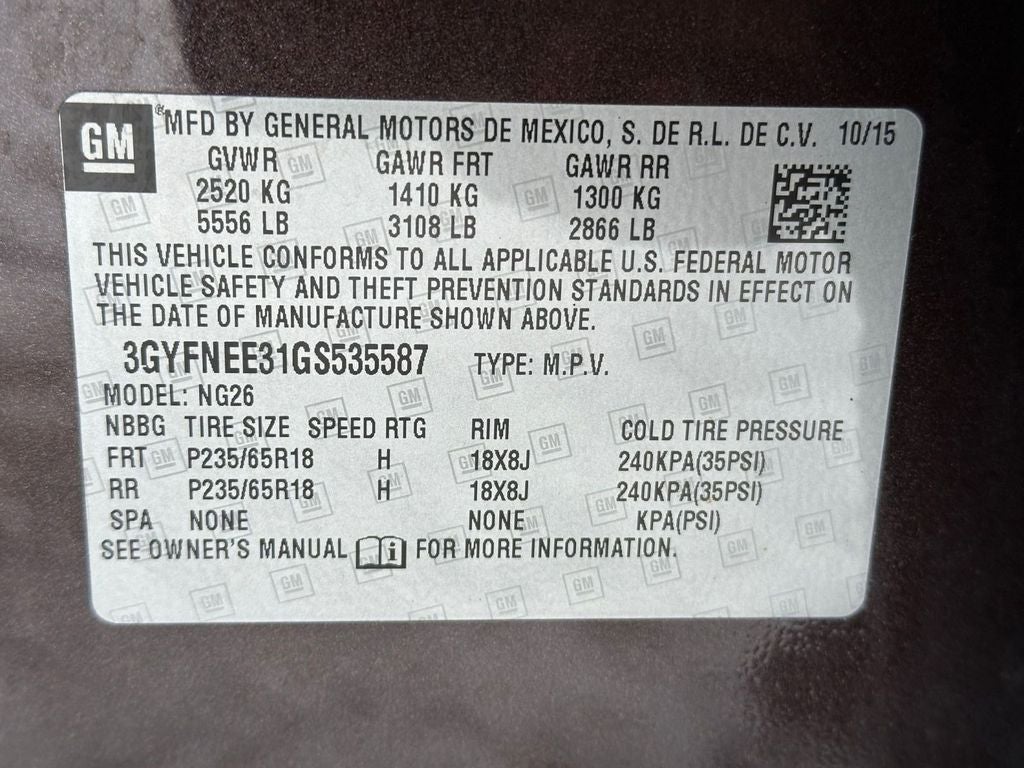 GM ® MFD BY GENERAL MOTORS DE MEXICO, S. DE R.L. DE C.V. 10/15
GVWR GAWR FRT GAWR RR
2520 KG 1410 KG 1300 KG
5556 LB 3108 LB 2866 LB
THIS VEHICLE CONFORMS TO ALL APPLICABLE U.S. FEDERAL MOTOR
VEHICLE SAFETY AND THEFT PREVENTION STANDARDS IN EFFECT ON
THE DATE OF MANUFACTURE SHOWN ABOVE.
3GYFNEE31GS535587 TYPE: M.P.V.
MODEL: NG26
NBBG TIRE SIZE SPEED RTG RIM COLD TIRE PRESSURE
FRT P235/65R18 H 18X8J 240KPA(35PSI)
RR P235/65R18 H 18X8J 240KPA(35PSI)
SPA NONE NONE KPA(PSI)
SEE OWNER'S MANUAL i FOR MORE INFORMATION.